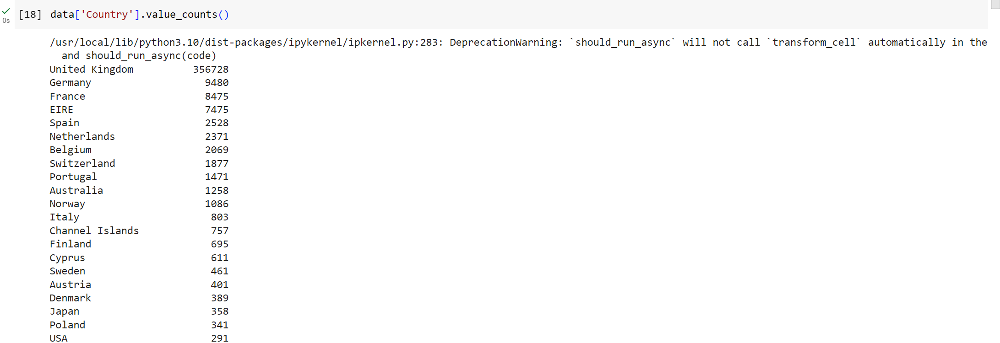 [18] data['Country'].value_counts()
0s
/usr/local/lib/python3.10/dist-packages/ipykernel/ipkernel.py:283: DeprecationWarning: `should_run_async` will not call `transform_cell` automatically in the
and should_run_async(code)
United Kingdom 356728
Germany 9480
France 8475
EIRE 7475
Spain 2528
Netherlands 2371
Belgium 2069
Switzerland 1877
Portugal 1471
Australia 1258
Norway 1086
Italy 803
Channel Islands 757
Finland 695
Cyprus 611
Sweden 461
Austria 401
Denmark 389
Japan 358
Poland 341
USA 291